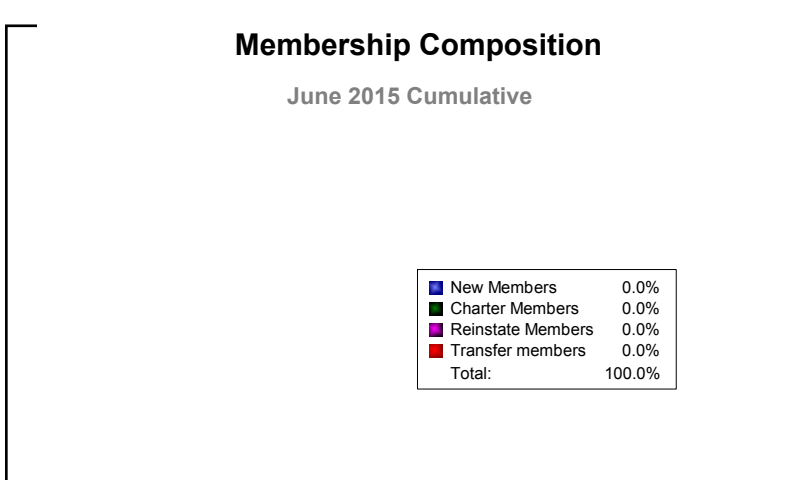 Membership Composition
June 2015 Cumulative
New Members 0.0%
Charter Members 0.0%
Reinstate Members 0.0%
Transfer members 0.0%
Total: 100.0%